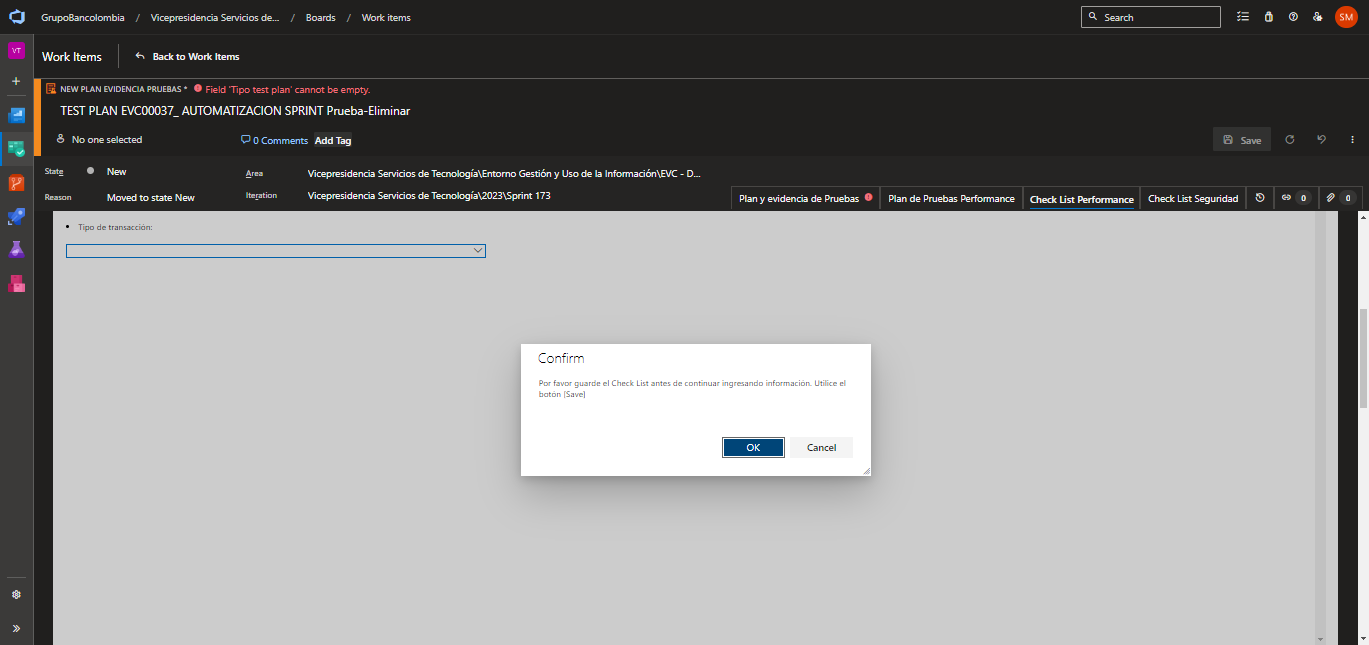 GrupoBancolombia / Vicepresidencia Servicios de... / Boards / Work items
Search
SM
VT
Work Items
Back to Work Items
NEW PLAN EVIDENCIA PRUEBAS * Field 'Tipo test plan' cannot be empty.
TEST PLAN EVC00037_ AUTOMATIZACION SPRINT Prueba-Eliminar
No one selected
0 Comments
Add Tag
Save
State
New
Area
Vicepresidencia Servicios de Tecnología\Entorno Gestión y Uso de la Información\EVC - D...
Reason
Moved to state New
Iteration
Vicepresidencia Servicios de Tecnología\2023\Sprint 173
Plan y evidencia de Pruebas
Plan de Pruebas Performance
Check List Performance
Check List Seguridad
0
0
• Tipo de transacción:
Confirm
Por favor guarde el Check List antes de continuar ingresando información. Utilice el
botón [Save]
OK
Cancel